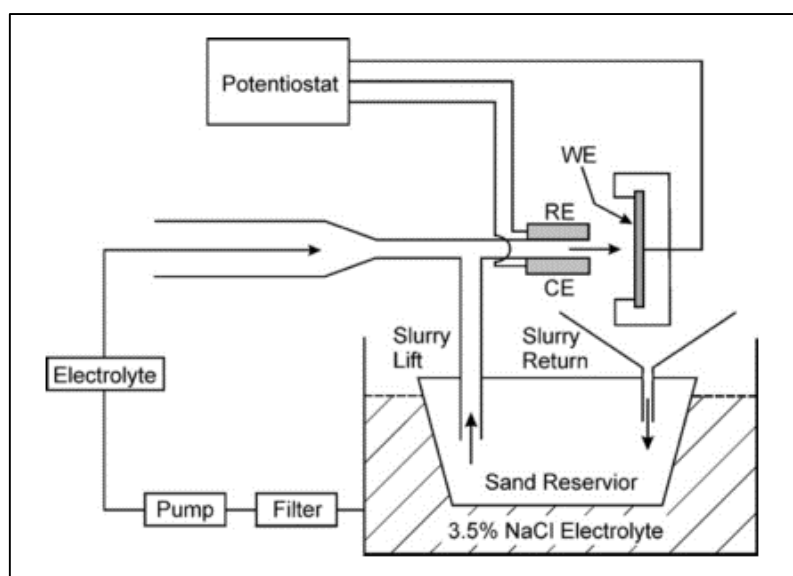 Potentiostat
WE
RE
CE
Slurry
Lift
Slurry
Return
Electrolyte
Sand Reservior
Pump
Filter
3.5% NaCl Electrolyte